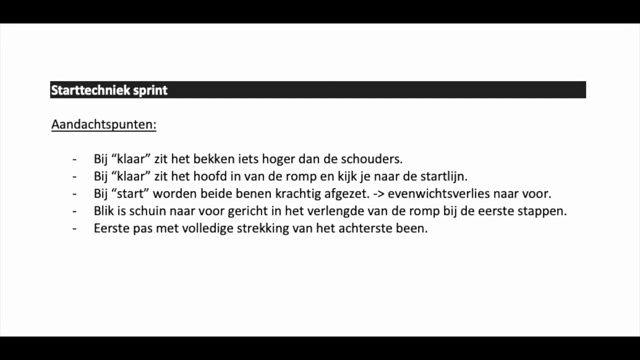 Starttechniek sprint
Aandachtspunten:
- Bij “klaar” zit het bekken iets hoger dan de schouders.
- Bij “klaar” zit het hoofd in van de romp en kijk je naar de startlijn.
- Bij “start” worden beide benen krachtig afgezet. -> evenwichtsverlies naar voor.
- Blik is schuin naar voor gericht in het verlengde van de romp bij de eerste stappen.
- Eerste pas met volledige strekking van het achterste been.